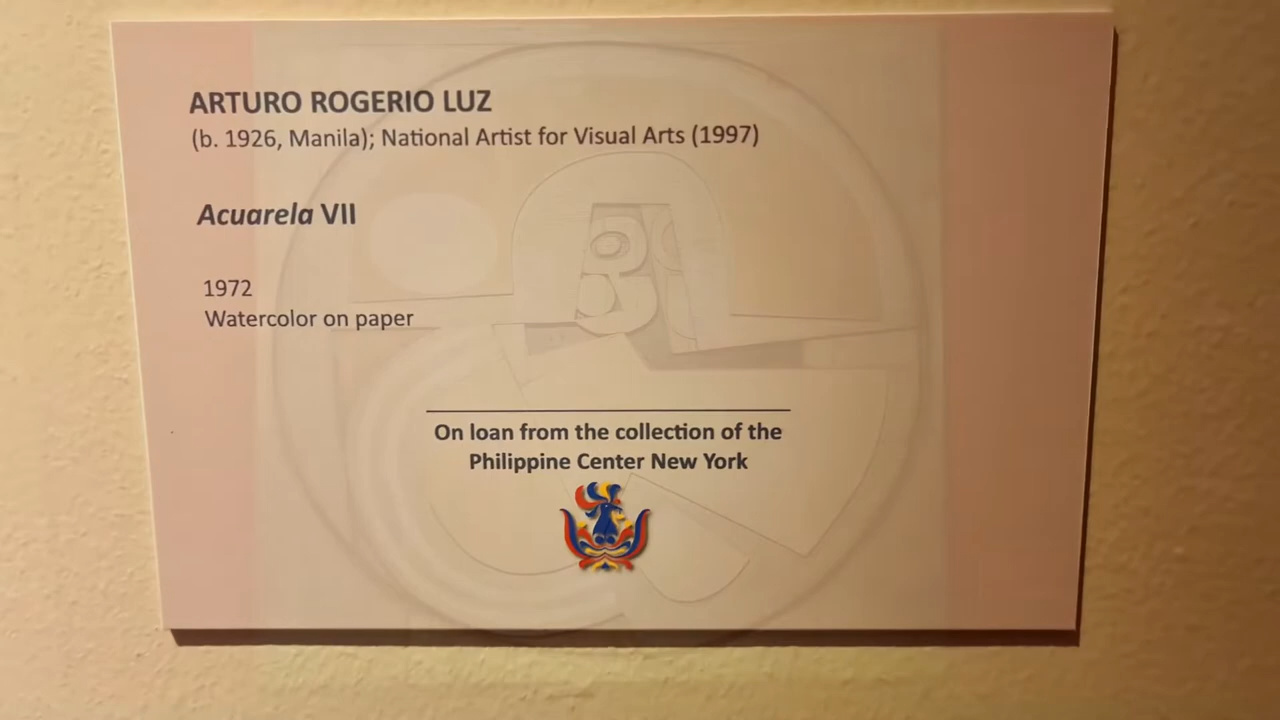 ARTURO ROGERIO LUZ
(b. 1926, Manila); National Artist for Visual Arts (1997)
Acuarela VII
1972
Watercolor on paper
On loan from the collection of the
Philippine Center New York